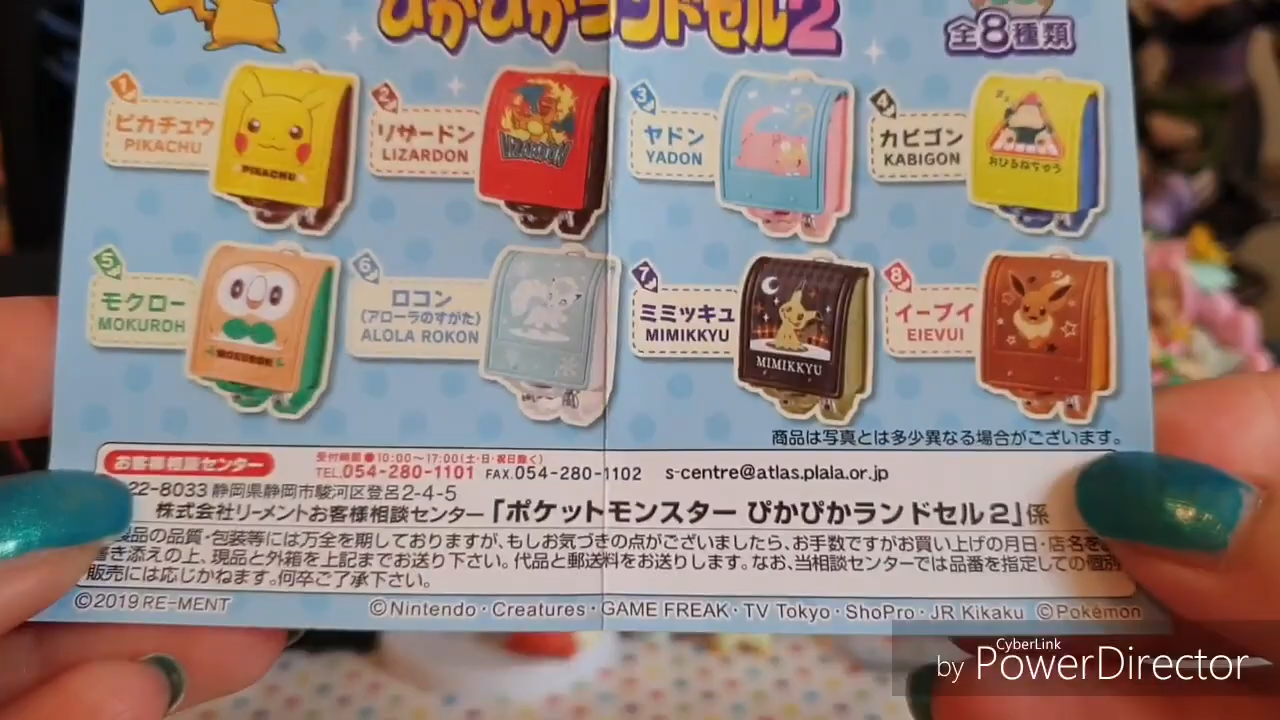 ぴかぴかランドセル2
全8種類
1
ピカチュウ
PIKACHU
PIKACHU
2
リザードン
LIZARDON
LIZARDON
3
ヤドン
YADON
4
カビゴン
KABIGON
おひるねちゅう
5
モクロー
MOKUROH
MOKUROH
6
ロコン
(アローラのすがた)
ALOLA ROKON
7
ミミッキュ
MIMIKKYU
MIMIKKYU
8
イーブイ
EIEVUI
商品は写真とは多少異なる場合がございます。
お客様相談センター
受付時間●10:00~17:00(土・日・祝日除く)
TEL.054-280-1101 FAX.054-280-1102 s-centre@atlas.plala.or.jp
22-8033 静岡県静岡市駿河区登呂2-4-5
株式会社リーメントお客様相談センター「ポケットモンスター ぴかぴかランドセル2」係
品の品質・包装等には万全を期しておりますが、もしお気づきの点がございましたら、お手数ですがお買い上げの月日・店名を
書き添えの上、現品と外箱を上記までお送り下さい。代品と郵送料をお送りします。なお、当相談センターでは品番を指定しての個別
販売には応じかねます。何卒ご了承下さい。
©2019 RE-MENT
©Nintendo・Creatures・GAME FREAK・TV Tokyo・ShoPro・JR Kikaku ©Pokémon
CyberLink
by PowerDirector